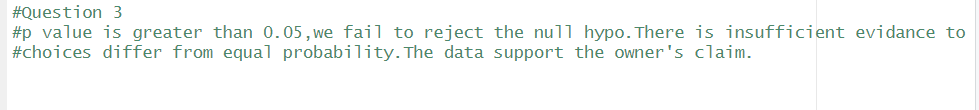 #Question 3
#p value is greater than 0.05,we fail to reject the null hypo.There is insufficient evidance to
#choices differ from equal probability.The data support the owner's claim.